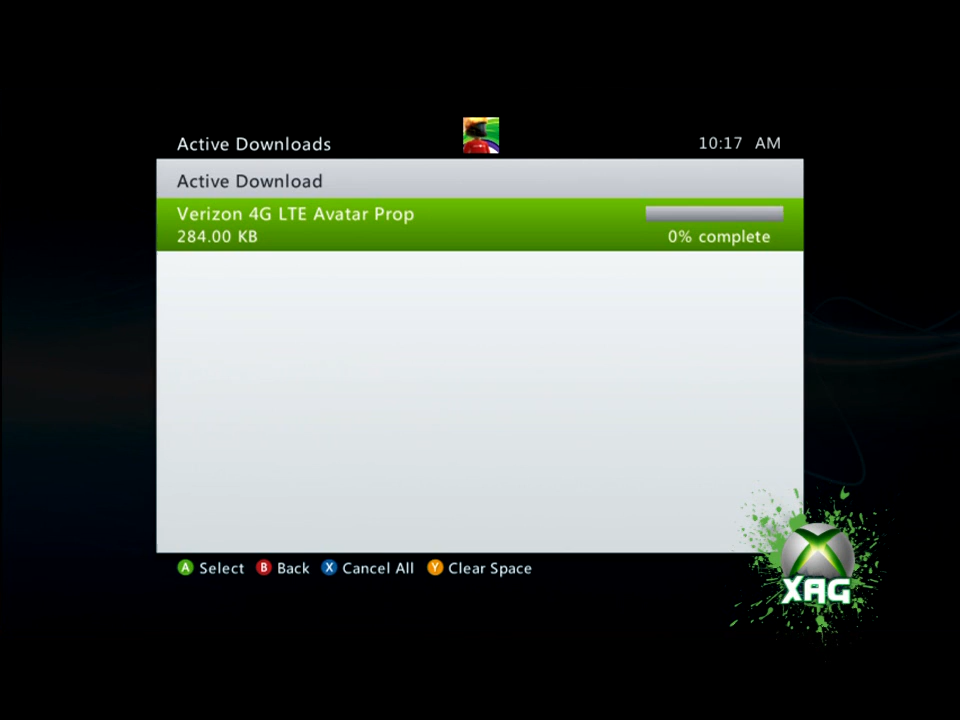 Active Downloads
10:17 AM
Active Download
Verizon 4G LTE Avatar Prop
284.00 KB
0% complete
A Select B Back X Cancel All Y Clear Space
XAG